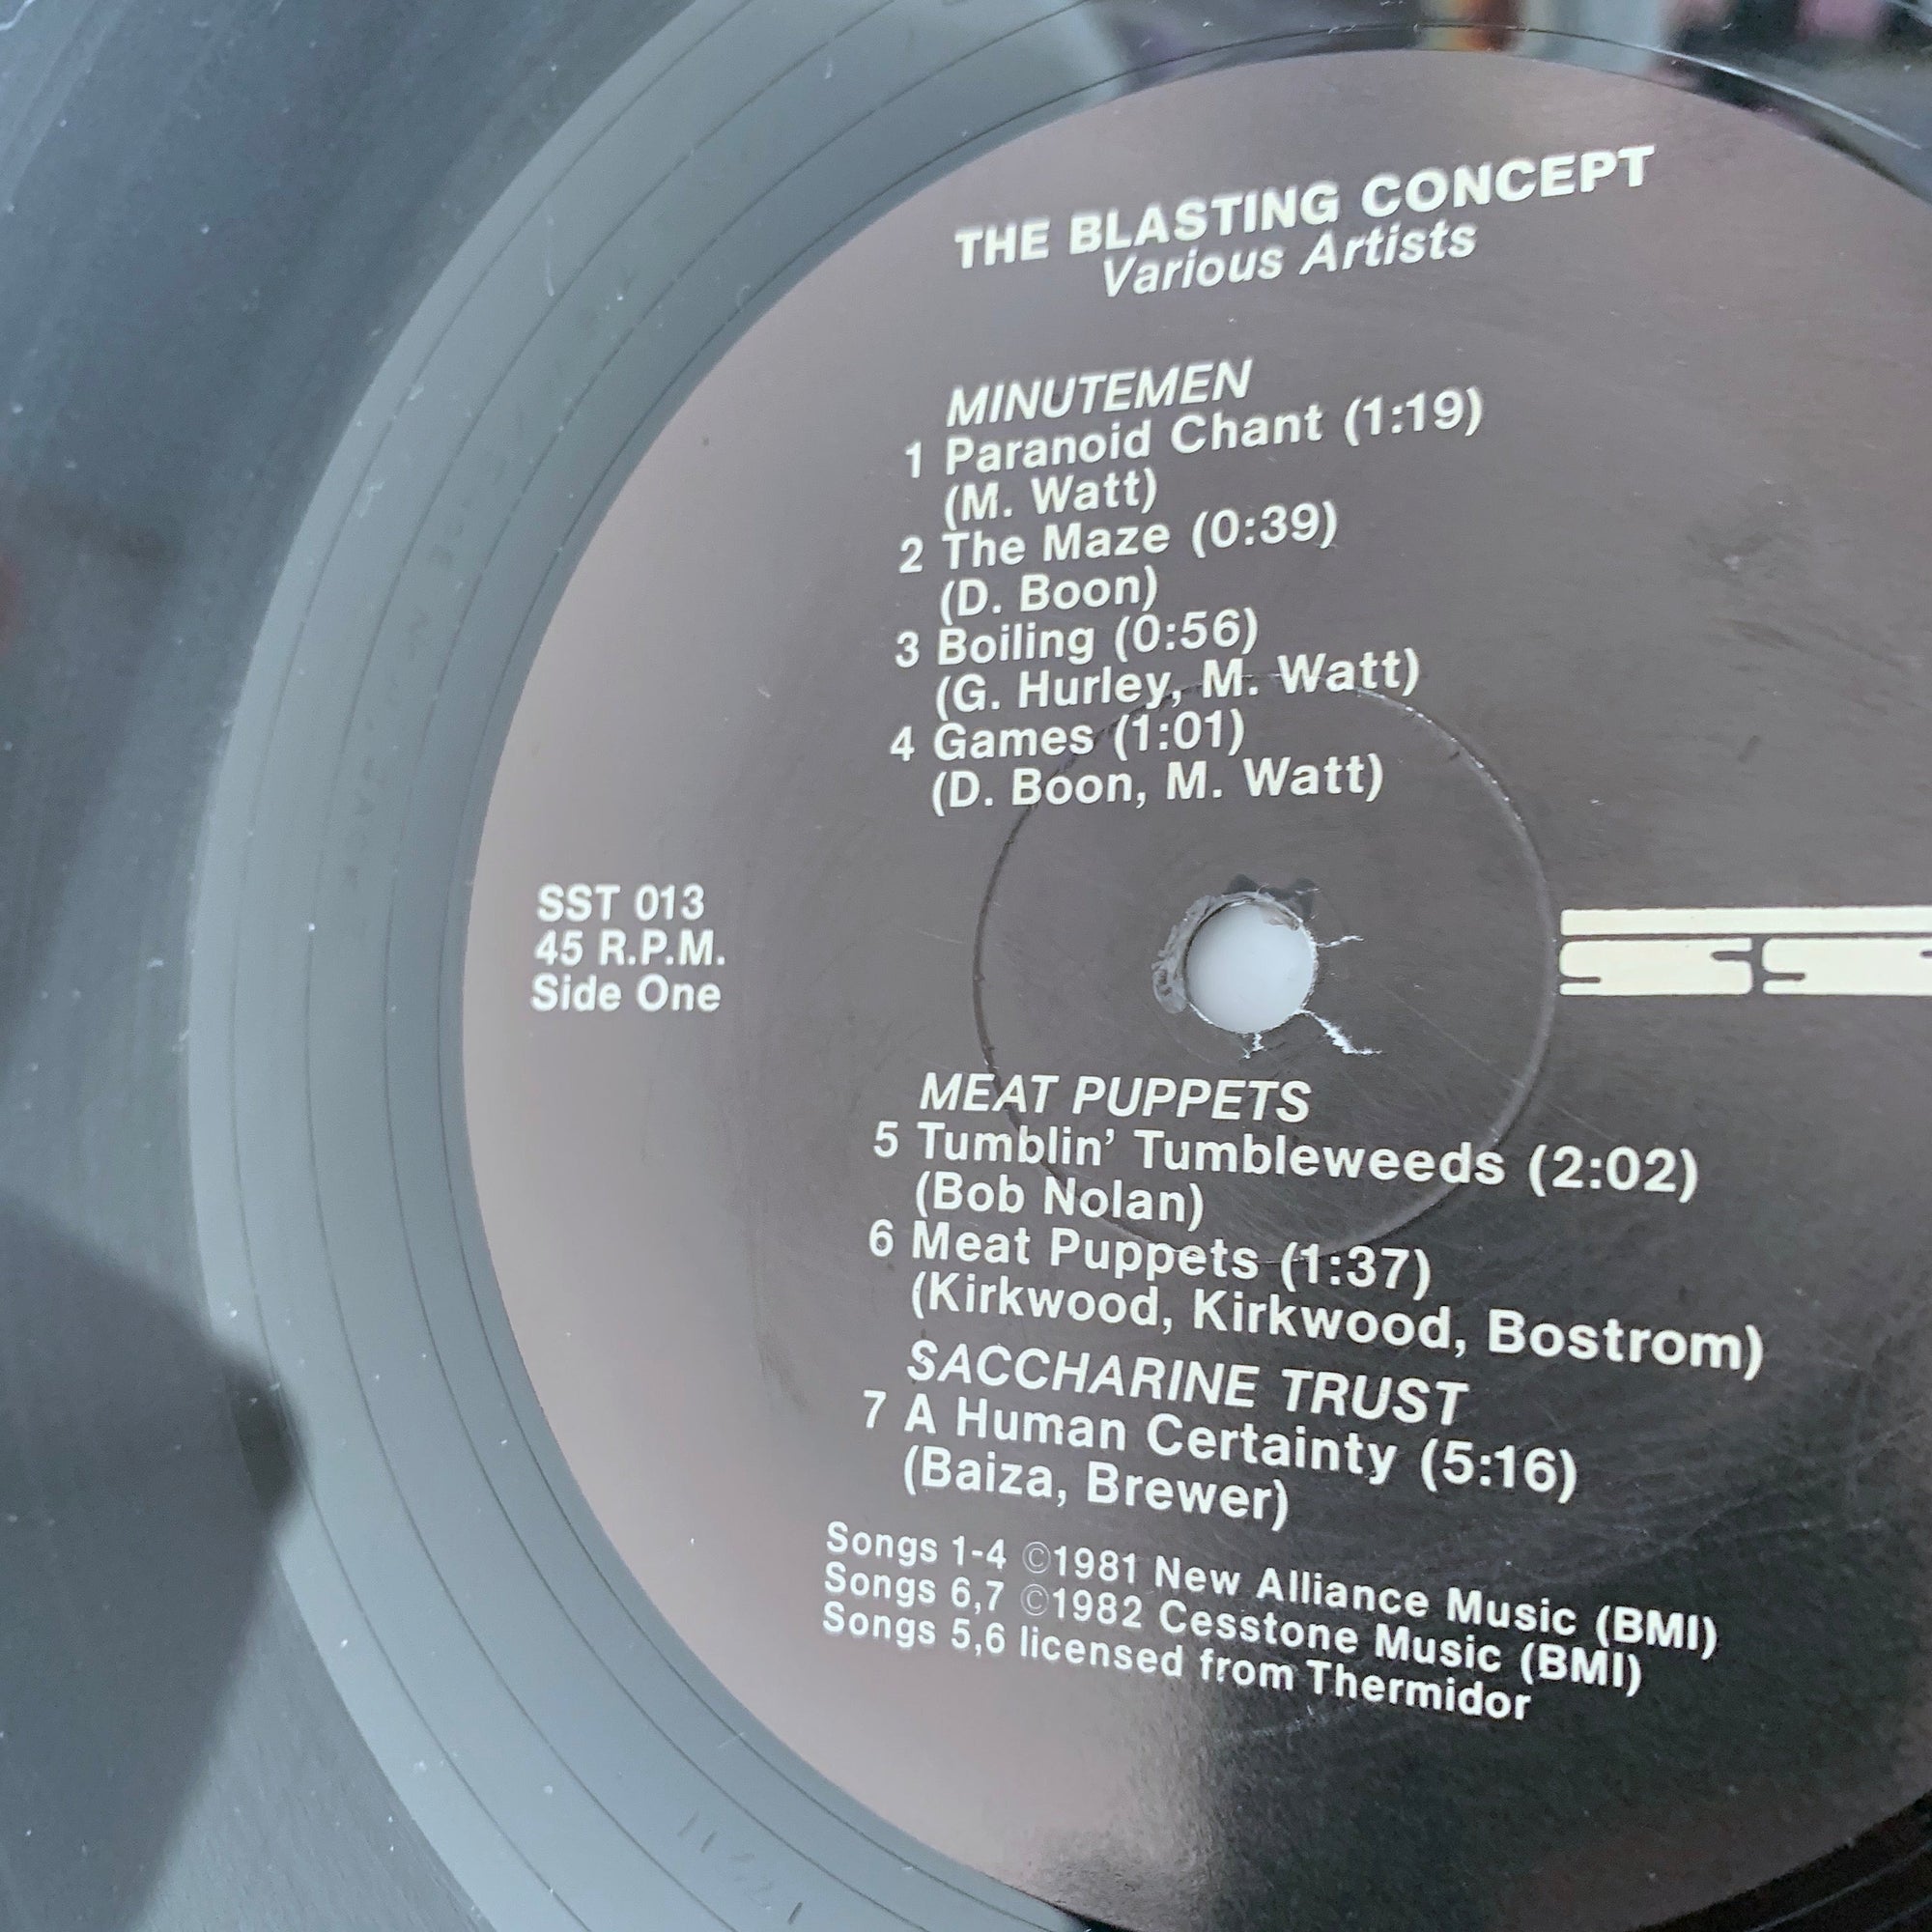 THE BLASTING CONCEPT
Various Artists
MINUTEMEN
1 Paranoid Chant (1:19)
(M. Watt)
2 The Maze (0:39)
(D. Boon)
3 Boiling (0:56)
(G. Hurley, M. Watt)
4 Games (1:01)
(D. Boon, M. Watt)
SST 013
45 R.P.M.
Side One
MEAT PUPPETS
5 Tumblin’ Tumbleweeds (2:02)
(Bob Nolan)
6 Meat Puppets (1:37)
(Kirkwood, Kirkwood, Bostrom)
SACCHARINE TRUST
7 A Human Certainty (5:16)
(Baiza, Brewer)
Songs 1-4 ©1981 New Alliance Music (BMI)
Songs 6,7 ©1982 Cesstone Music (BMI)
Songs 5,6 licensed from Thermidor